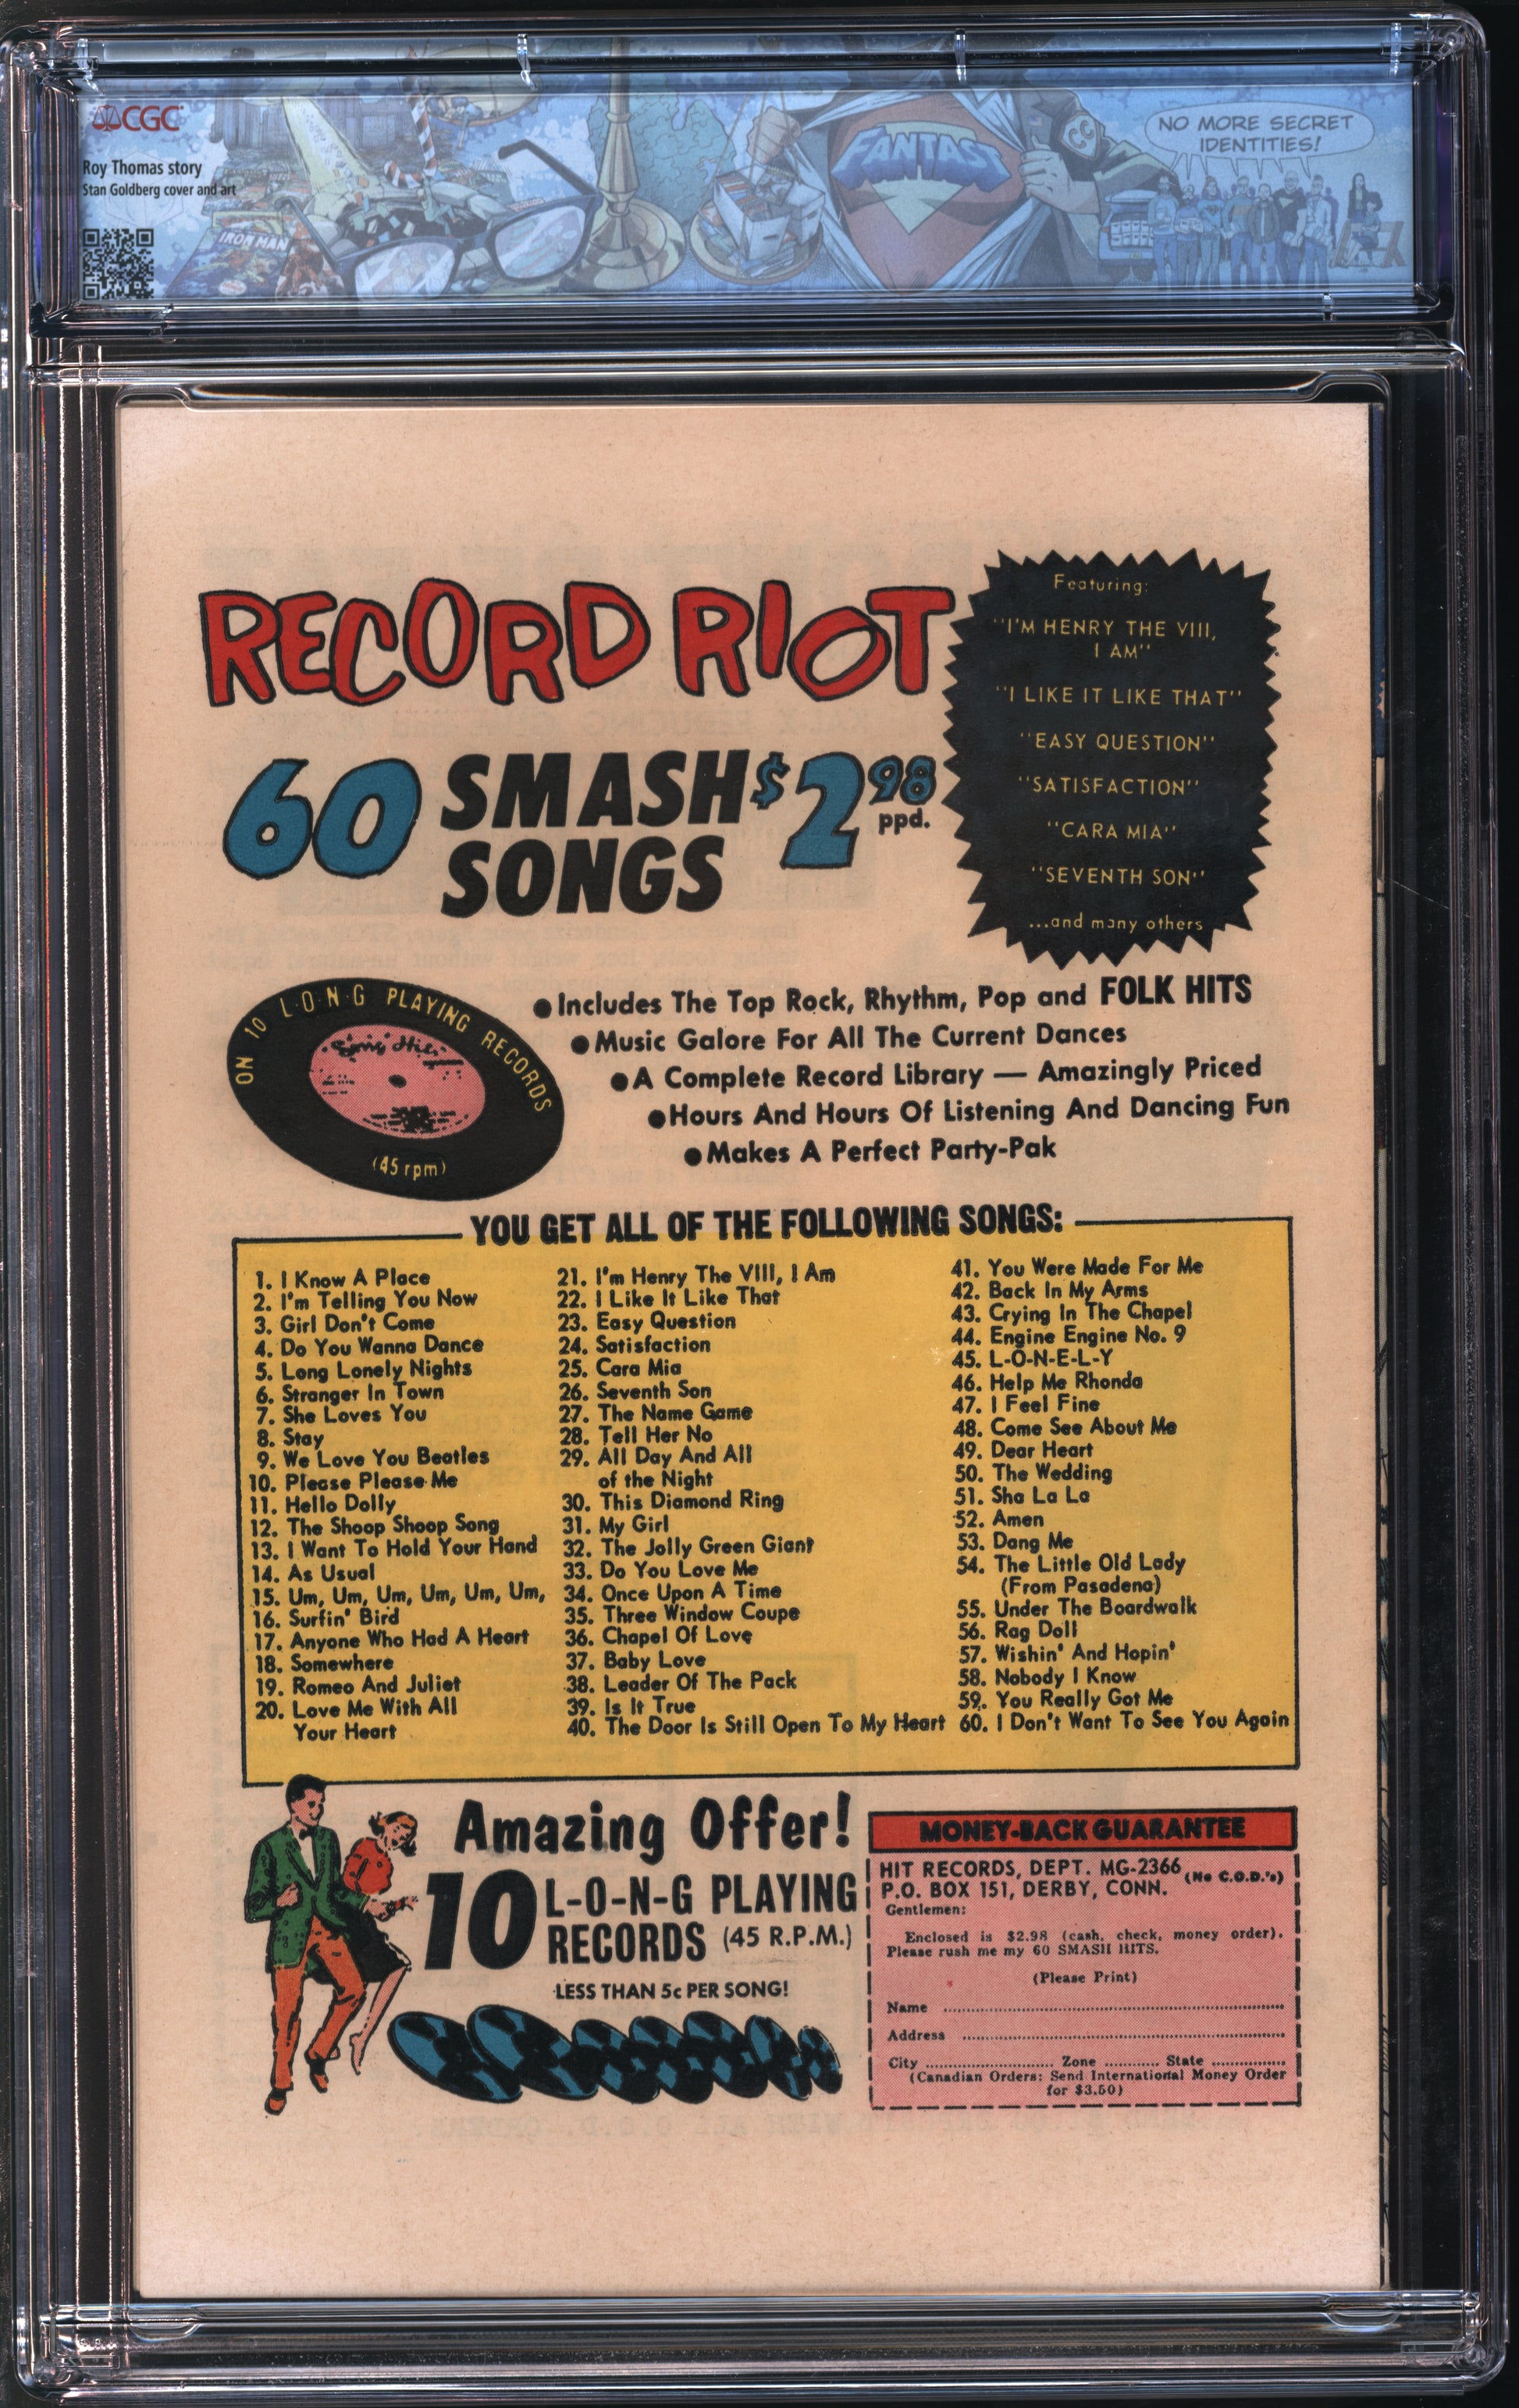 CGC
Roy Thomas story
Stan Goldberg cover and art
IRON MAN
FANTAST
CGC
NO MORE SECRET
IDENTITIES!
RECORD RIOT
60 SMASH SONGS $2.98 ppd.
Featuring:
"I'M HENRY THE VIII,
I AM"
"I LIKE IT LIKE THAT"
"EASY QUESTION"
"SATISFACTION"
"CARA MIA"
"SEVENTH SON"
...and many others
ON 10 L-O-N-G PLAYING RECORDS
(45 rpm)
●Includes The Top Rock, Rhythm, Pop and FOLK HITS
●Music Galore For All The Current Dances
●A Complete Record Library — Amazingly Priced
●Hours And Hours Of Listening And Dancing Fun
●Makes A Perfect Party-Pak
YOU GET ALL OF THE FOLLOWING SONGS:
1. I Know A Place
2. I'm Telling You Now
3. Girl Don't Come
4. Do You Wanna Dance
5. Long Lonely Nights
6. Stranger In Town
7. She Loves You
8. Stay
9. We Love You Beatles
10. Please Please Me
11. Hello Dolly
12. The Shoop Shoop Song
13. I Want To Hold Your Hand
14. As Usual
15. Um, Um, Um, Um, Um, Um,
16. Surfin' Bird
17. Anyone Who Had A Heart
18. Somewhere
19. Romeo And Juliet
20. Love Me With All
Your Heart
21. I'm Henry The VIII, I Am
22. I Like It Like That
23. Easy Question
24. Satisfaction
25. Cara Mia
26. Seventh Son
27. The Name Game
28. Tell Her No
29. All Day And All
of the Night
30. This Diamond Ring
31. My Girl
32. The Jolly Green Giant
33. Do You Love Me
34. Once Upon A Time
35. Three Window Coupe
36. Chapel Of Love
37. Baby Love
38. Leader Of The Pack
39. Is It True
40. The Door Is Still Open To My Heart
41. You Were Made For Me
42. Back In My Arms
43. Crying In The Chapel
44. Engine Engine No. 9
45. L-O-N-E-L-Y
46. Help Me Rhonda
47. I Feel Fine
48. Come See About Me
49. Dear Heart
50. The Wedding
51. Sha La La
52. Amen
53. Dang Me
54. The Little Old Lady
(From Pasadena)
55. Under The Boardwalk
56. Rag Doll
57. Wishin' And Hopin'
58. Nobody I Know
59. You Really Got Me
60. I Don't Want To See You Again
Amazing Offer!
10 L-O-N-G PLAYING
RECORDS (45 R.P.M.)
LESS THAN 5c PER SONG!
MONEY-BACK GUARANTEE
HIT RECORDS, DEPT. MG-2366 (No C.O.D.'s)
P.O. BOX 151, DERBY, CONN.
Gentlemen:
Enclosed is $2.98 (cash, check, money order).
Please rush me my 60 SMASH HITS.
(Please Print)
Name
Address
City Zone State
(Canadian Orders: Send International Money Order
for $3.50)